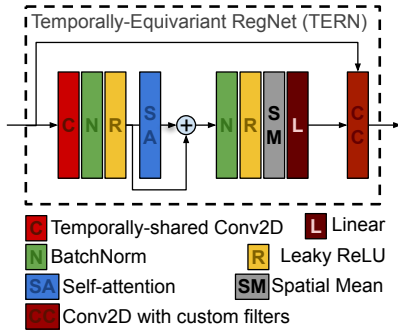 Temporally-Equivariant RegNet (TERN)
C N R SA N R SM L CC
C Temporally-shared Conv2D L Linear
N BatchNorm R Leaky ReLU
SA Self-attention SM Spatial Mean
CC Conv2D with custom filters